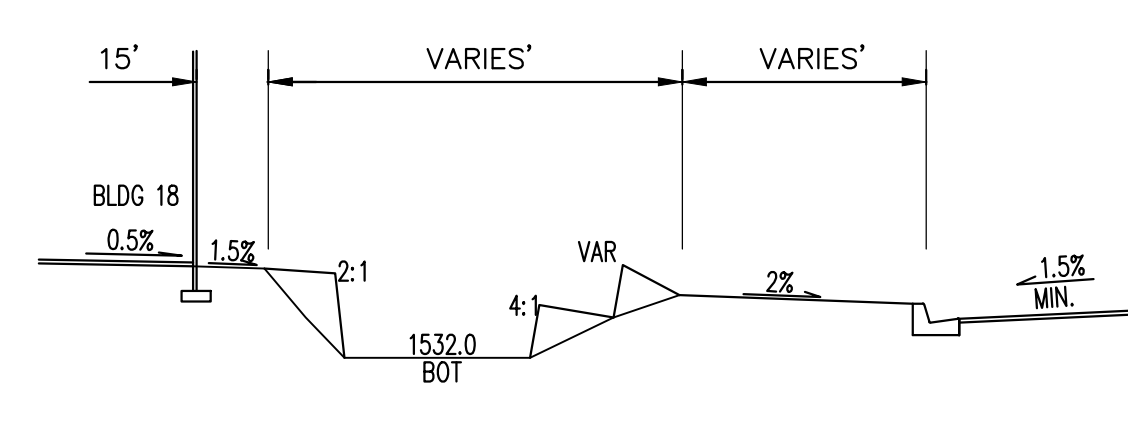 15'
VARIES'
VARIES'
BLDG 18
0.5%
1.5%
2:1
VAR
4:1
1532.0
BOT
2%
1.5%
MIN.